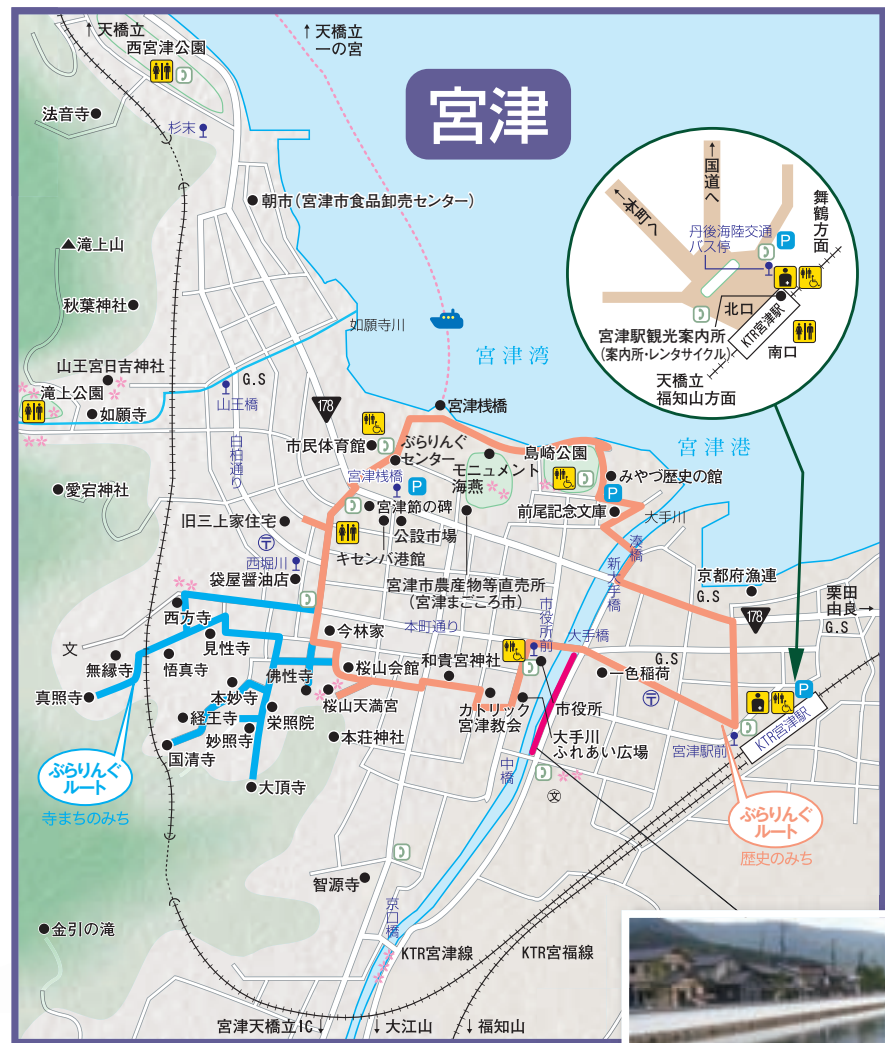 ↑天橋立
西宮津公園
↑天橋立
一の宮
宮津
法音寺
杉末
朝市(宮津市食品卸売センター)
↑国道へ
←本町へ
舞鶴方面
丹後海陸交通
バス停
P
滝上山
北口
KTR宮津駅
宮津駅観光案内所
(案内所・レンタサイクル)
南口
天橋立
福知山方面
秋葉神社
如願寺川
宮津湾
山王宮日吉神社
G.S
滝上公園
山王橋
如願寺
178
宮津桟橋
宮津港
市民体育館
ぶらりんぐ
センター
島崎公園
白柏通り
モニュメント
海燕
みやづ歴史の館
宮津桟橋
P
P
愛宕神社
宮津節の碑
前尾記念文庫
大手川
旧三上家住宅
公設市場
湊橋
〒
キセンバ港館
新大手橋
西堀川
京都府漁連
袋屋醤油店
宮津市農産物等直売所
(宮津まごころ市)
G.S
栗田
由良→
西方寺
178
市役所前
本町通り
大手橋
今林家
G.S
文
見性寺
G.S
無縁寺
悟真寺
桜山会館
和貴宮神社
一色稲荷
佛性寺
P
真照寺
本妙寺
桜山天満宮
カトリック
宮津教会
市役所
〒
経王寺
栄照院
大手川
ふれあい広場
KTR宮津駅
妙照寺
本荘神社
宮津駅前
国清寺
中橋
ぶらりんぐ
ルート
寺まちのみち
大頂寺
文
ぶらりんぐ
ルート
歴史のみち
智源寺
京口橋
金引の滝
KTR宮津線
KTR宮福線
宮津天橋立IC↓
↓大江山
↓福知山